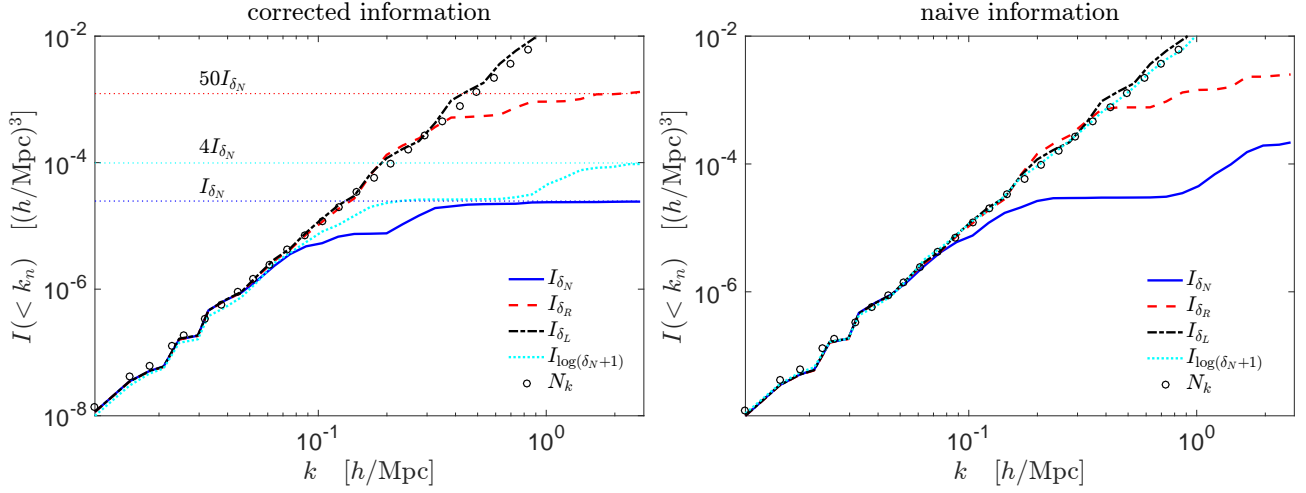 corrected information
10^{-2}
10^{-4}
10^{-6}
10^{-8}
I(< k_n) [(h/Mpc)^3]
50I_{δ_N}
4I_{δ_N}
I_{δ_N}
I_{δ_N}
I_{δ_R}
I_{δ_L}
I_{log(δ_N+1)}
N_k
10^{-1}
10^0
k [h/Mpc]
naive information
10^{-2}
10^{-4}
10^{-6}
I(< k_n) [(h/Mpc)^3]
I_{δ_N}
I_{δ_R}
I_{δ_L}
I_{log(δ_N+1)}
N_k
10^{-1}
10^0
k [h/Mpc]